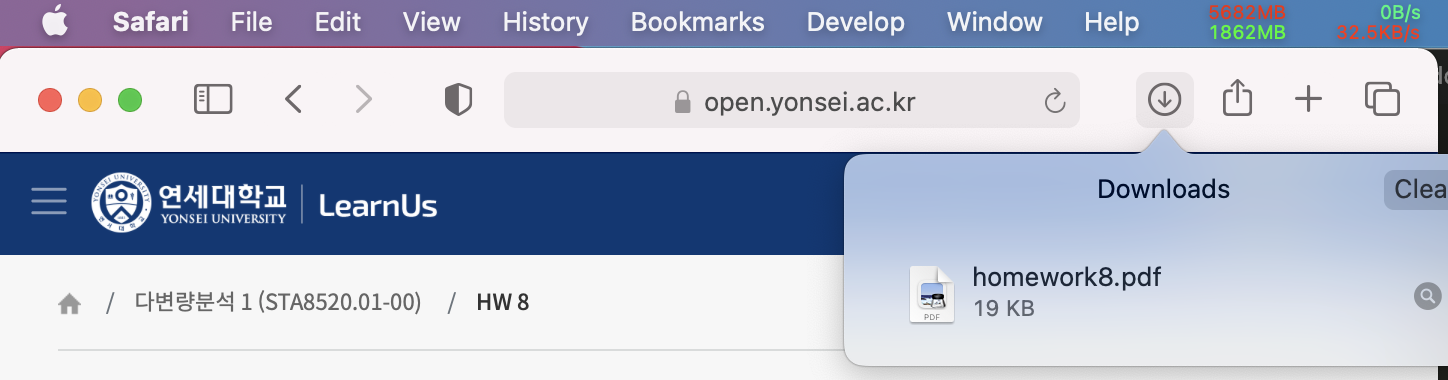 Safari File Edit View History Bookmarks Develop Window Help
5682MB 0B/s
1862MB 32.5KB/s
open.yonsei.ac.kr
연세대학교
YONSEI UNIVERSITY
LearnUs
Downloads
Clea
homework8.pdf
PDF
19 KB
/ 다변량분석 1 (STA8520.01-00) / HW 8